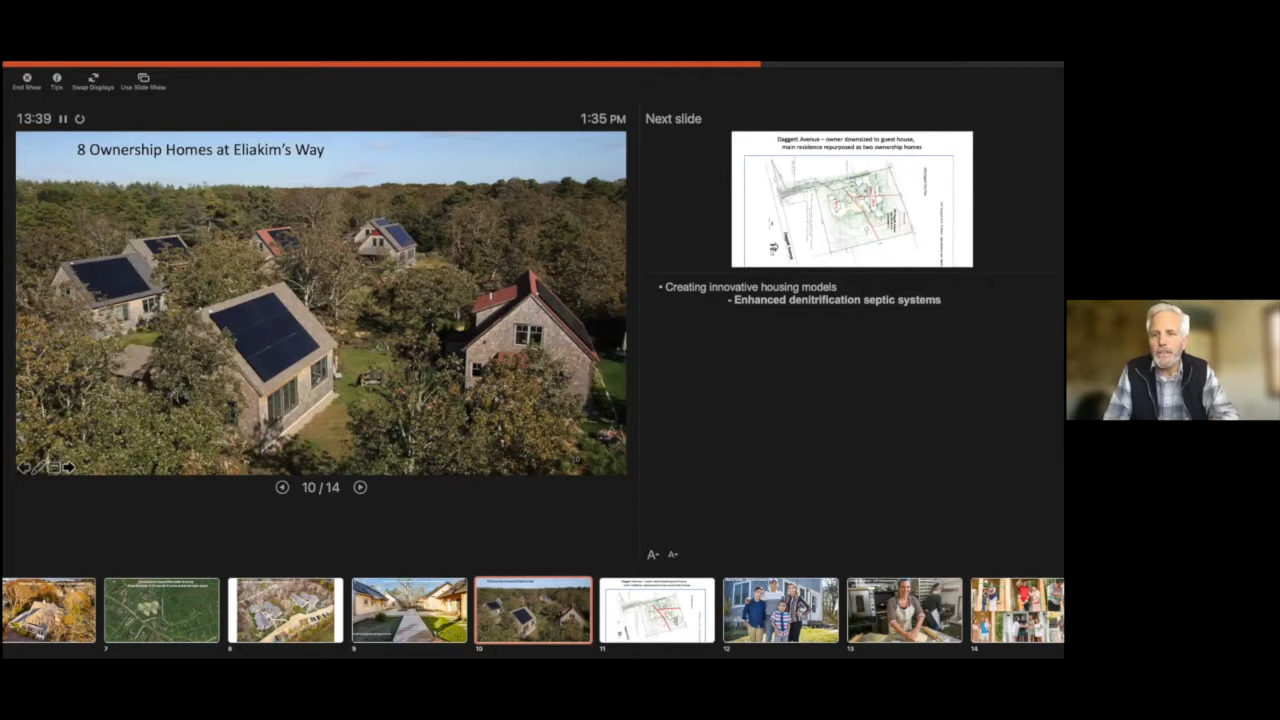 End Show
Tips
Swap Displays
Use Slide Show
13:39
1:35 PM
Next slide
8 Ownership Homes at Eliakim's Way
Daggett Avenue – owner downsized to guest house,
main residence repurposed as two ownership homes
• Creating innovative housing models
- Enhanced denitrification septic systems
10 / 14
A
A
7
8
9
10
11
12
13
14